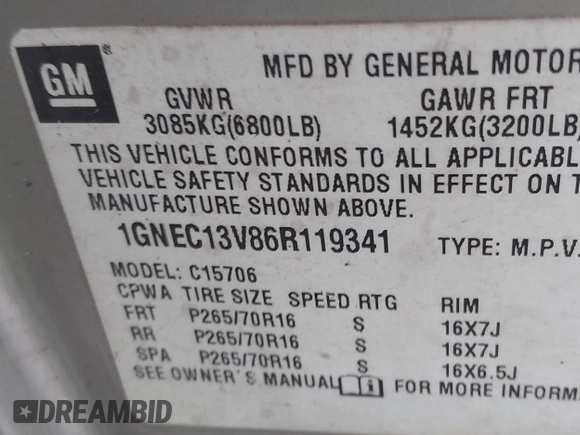 GM
MFD BY GENERAL MOTOR
GVWR GAWR FRT
3085KG(6800LB) 1452KG(3200LB)
THIS VEHICLE CONFORMS TO ALL APPLICABL
VEHICLE SAFETY STANDARDS IN EFFECT ON T
MANUFACTURE SHOWN ABOVE.
1GNEC13V86R119341 TYPE: M.P.V.
MODEL: C15706
CPWA TIRE SIZE SPEED RTG RIM
FRT P265/70R16 S 16X7J
RR P265/70R16 S 16X7J
SPA P265/70R16 S 16X6.5J
SEE OWNER'S MANUAL FOR MORE INFORM
DREAMBID